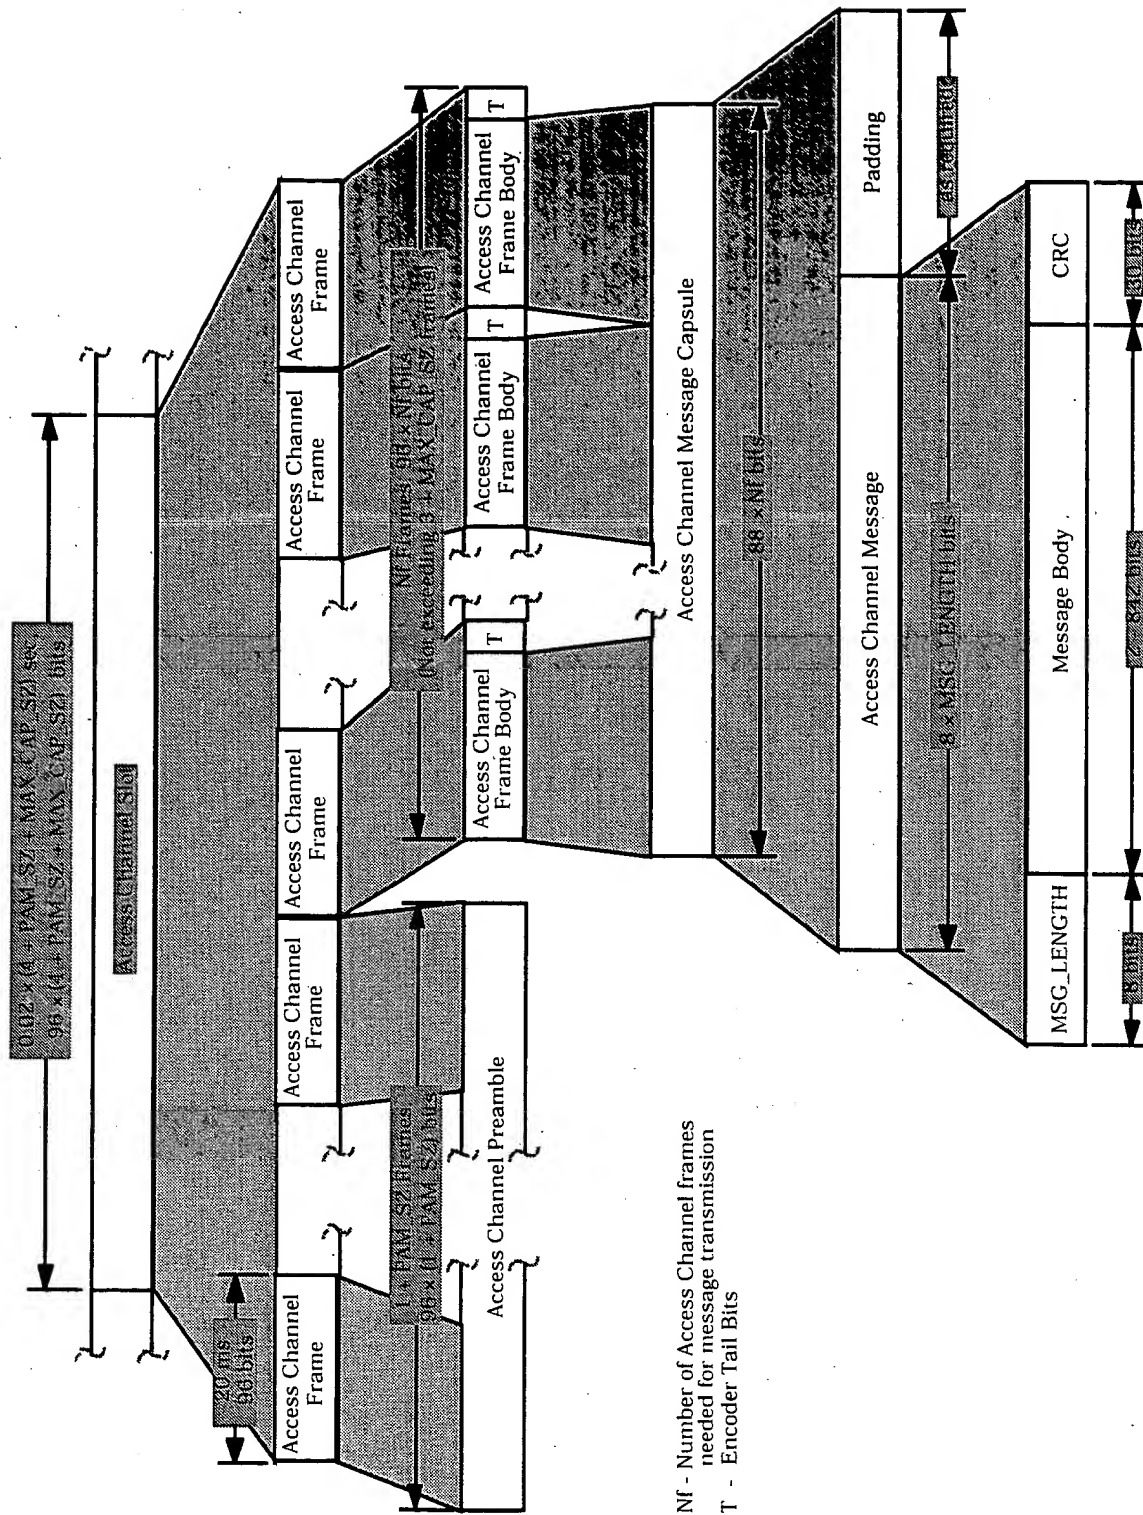 0.02 × (4 + PAM_SZ + MAX_CAP_SZ) sec,
96 × (4 + PAM_SZ + MAX_CAP_SZ) bits
Access Channel Slot
20 ms
96 bits
Access Channel
Frame
Access Channel
Frame
Access Channel
Frame
Access Channel
Frame
Access Channel
Frame
1 + PAM_SZ Frames
96 × (1 + PAM_SZ) bits
Nf frames 96 × Nf bits
(Not exceeding 3 + MAX_CAP_SZ frames)
Access Channel Preamble
Access Channel
Frame Body
T
Access Channel
Frame Body
T
Access Channel
Frame Body
T
Access Channel Message Capsule
88 × Nf bits
Access Channel Message
Padding
8 × MSG_LENGTH bits
as required
MSG_LENGTH
Message Body
CRC
8 bits
842 bits
30 bits
Nf - Number of Access Channel frames
needed for message transmission
T - Encoder Tail Bits